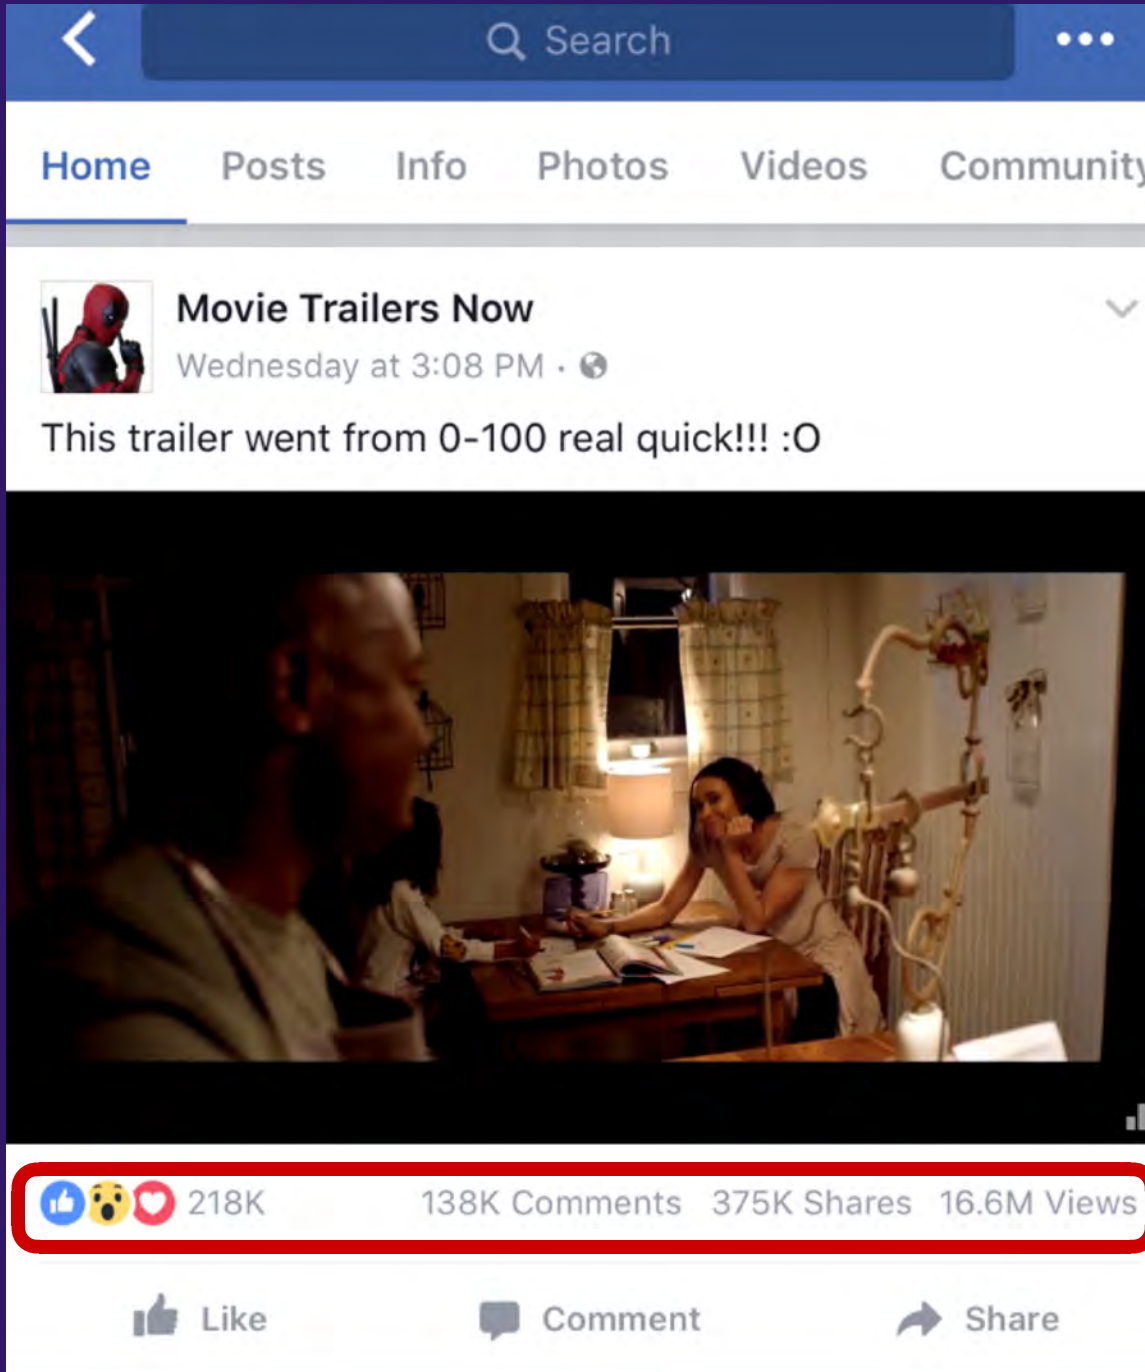 Search
Home Posts Info Photos Videos Community
Movie Trailers Now
Wednesday at 3:08 PM ·
This trailer went from 0-100 real quick!!! :O
218K 138K Comments 375K Shares 16.6M Views
Like Comment Share